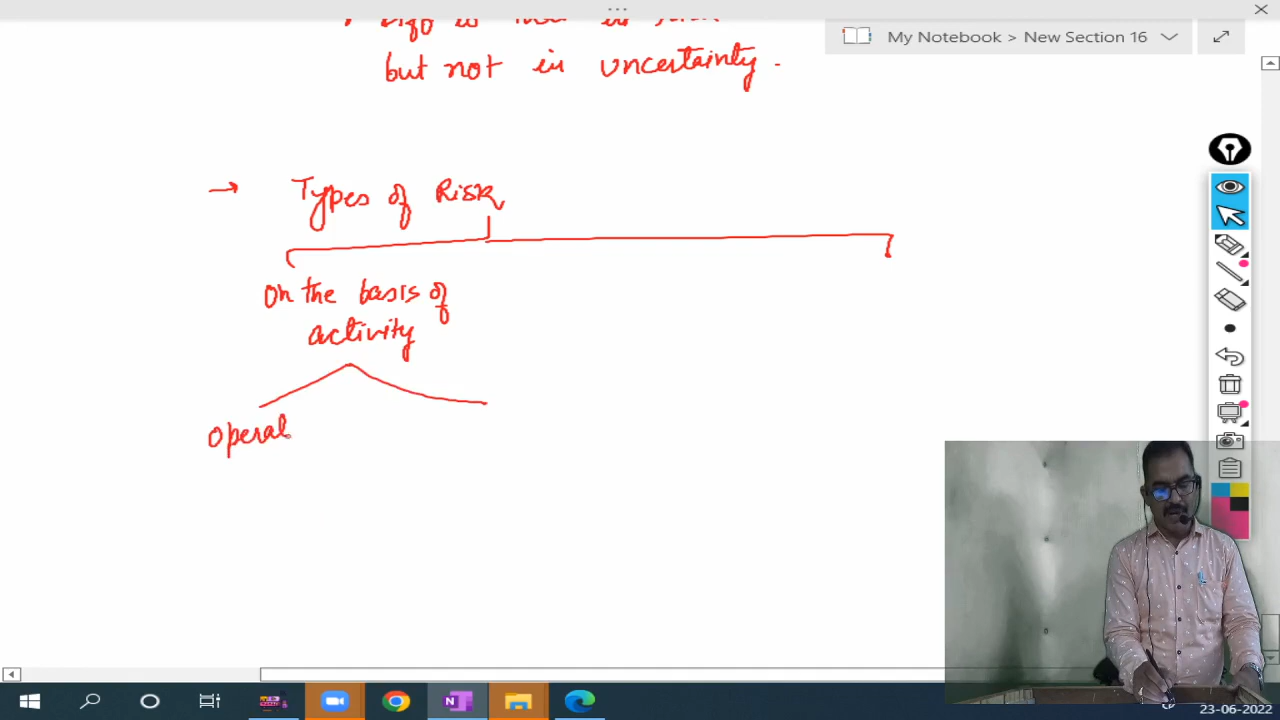 My Notebook > New Section 16
but not in uncertainty.
→ Types of Risk
On the basis of
activity
Operat
23-06-2022